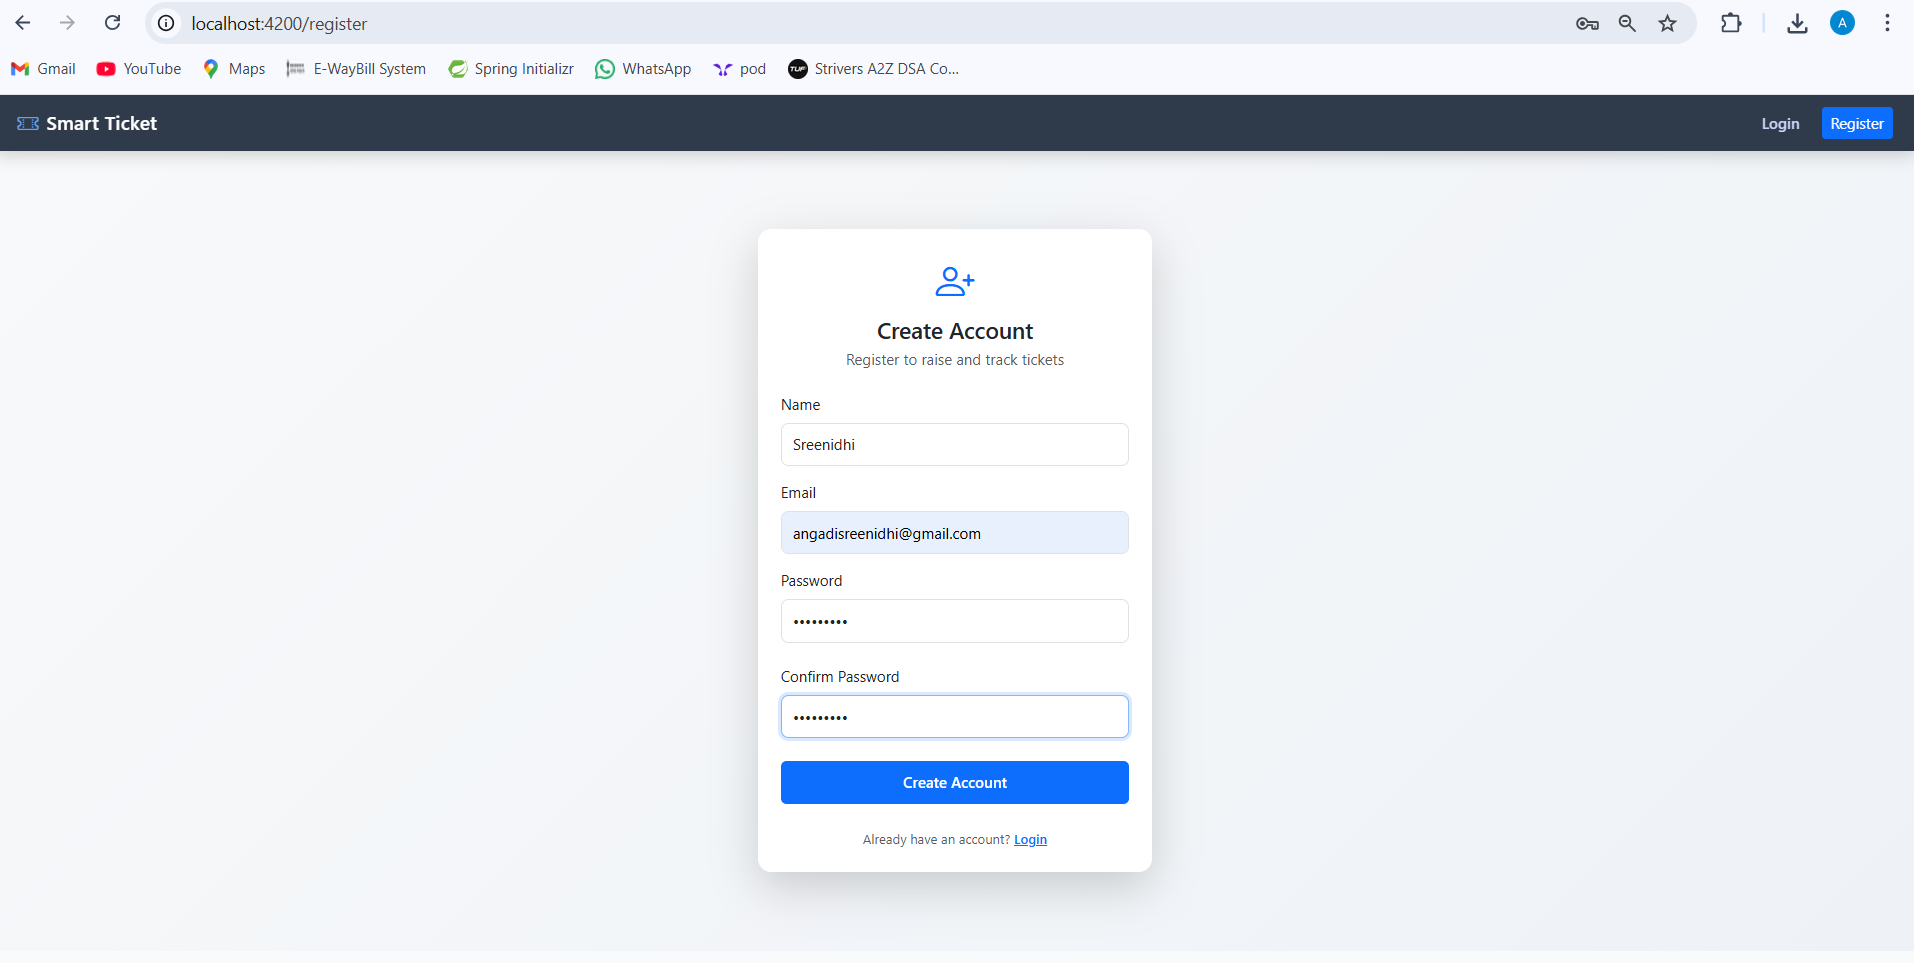 localhost:4200/register
A
Gmail YouTube Maps E-WayBill System Spring Initializr WhatsApp pod TUF Strivers A2Z DSA Co...
Smart Ticket Login Register
Create Account
Register to raise and track tickets
Name
Sreenidhi
Email
angadisreenidhi@gmail.com
Password
•••••••••
Confirm Password
•••••••••
Create Account
Already have an account? Login